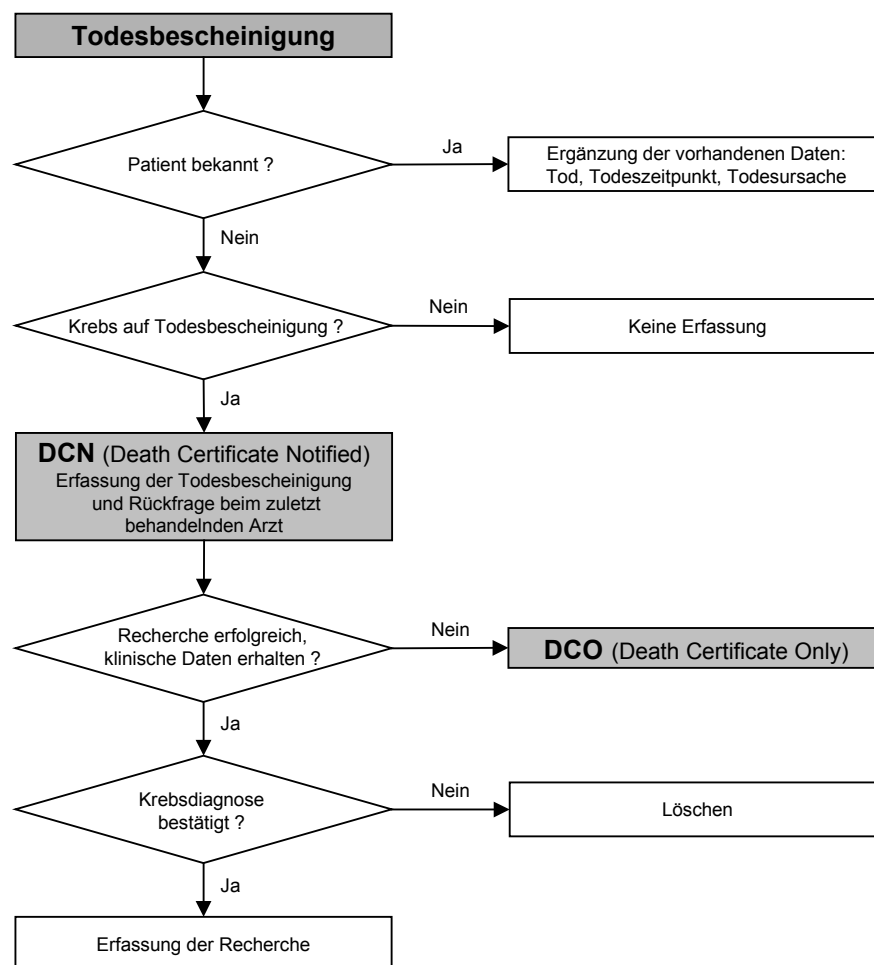 Todesbescheinigung
Patient bekannt ?
Ja
Ergänzung der vorhandenen Daten:
Tod, Todeszeitpunkt, Todesursache
Nein
Krebs auf Todesbescheinigung ?
Nein
Keine Erfassung
Ja
DCN (Death Certificate Notified)
Erfassung der Todesbescheinigung
und Rückfrage beim zuletzt
behandelnden Arzt
Recherche erfolgreich,
klinische Daten erhalten ?
Nein
DCO (Death Certificate Only)
Ja
Krebsdiagnose
bestätigt ?
Nein
Löschen
Ja
Erfassung der Recherche